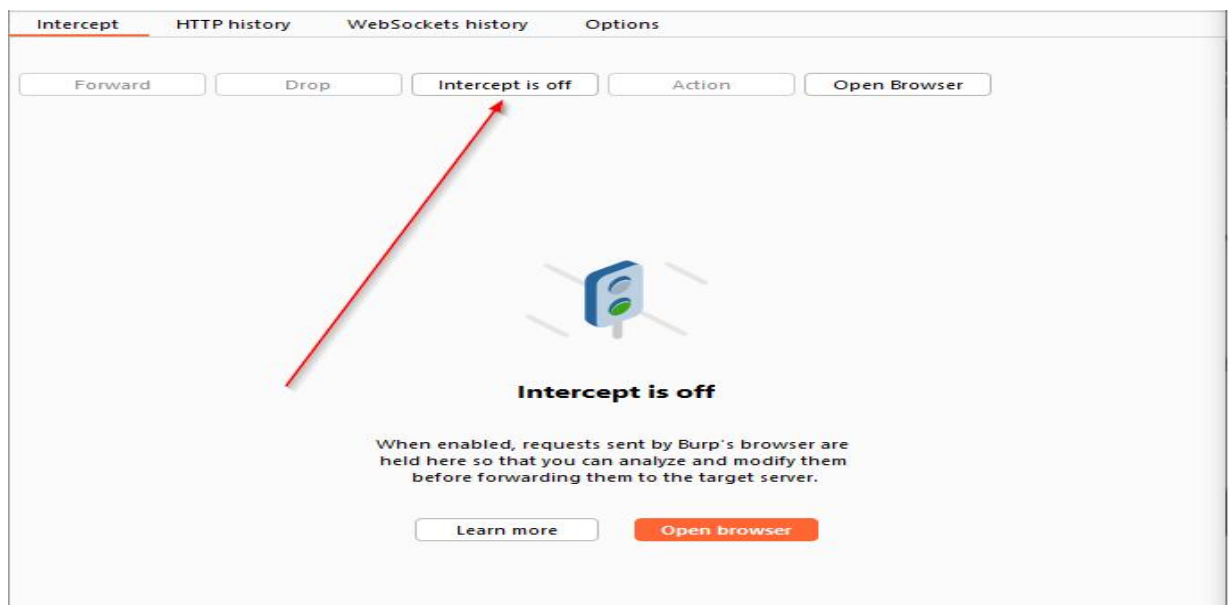 Intercept HTTP history WebSockets history Options
Forward Drop Intercept is off Action Open Browser
Intercept is off
When enabled, requests sent by Burp's browser are
held here so that you can analyze and modify them
before forwarding them to the target server.
Learn more Open browser